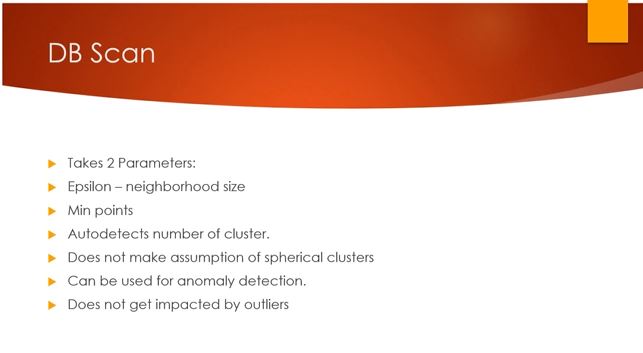 DB Scan
Takes 2 Parameters:
Epsilon – neighborhood size
Min points
Autodetects number of cluster.
Does not make assumption of spherical clusters
Can be used for anomaly detection.
Does not get impacted by outliers